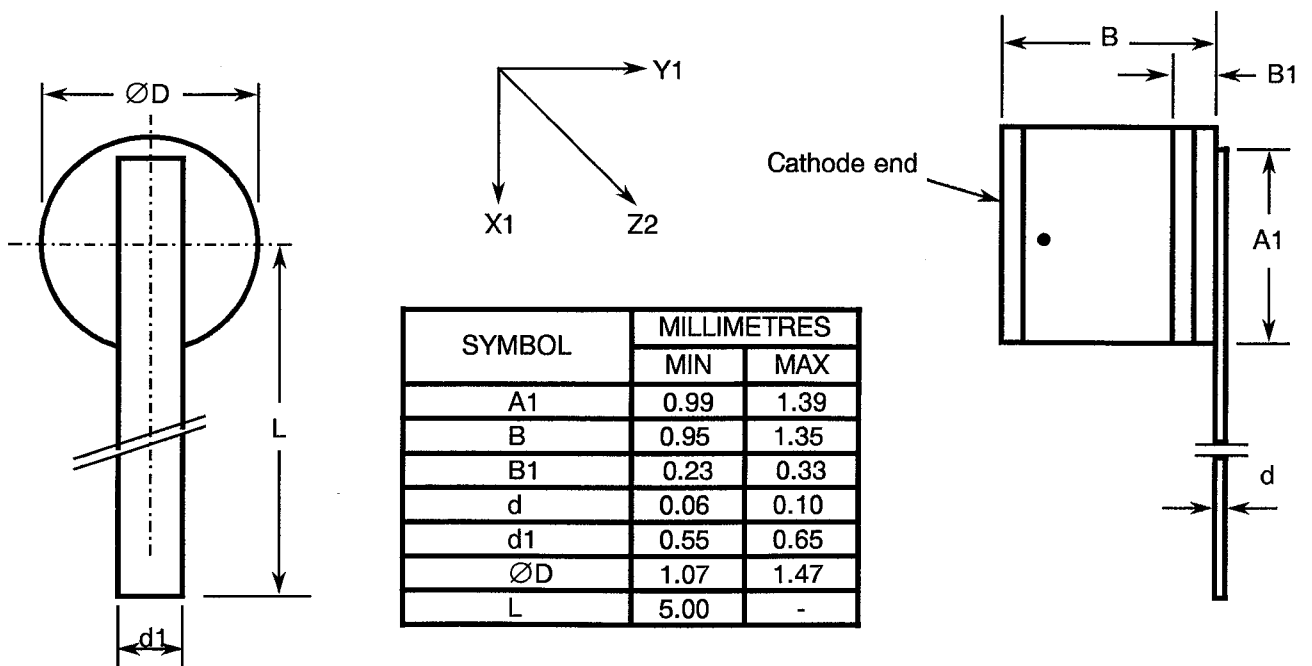 ØD
L
d1
Y1
X1
Z2
B
B1
Cathode end
A1
d
SYMBOL MILLIMETRES
MIN MAX
A1 0.99 1.39
B 0.95 1.35
B1 0.23 0.33
d 0.06 0.10
d1 0.55 0.65
ØD 1.07 1.47
L 5.00 -